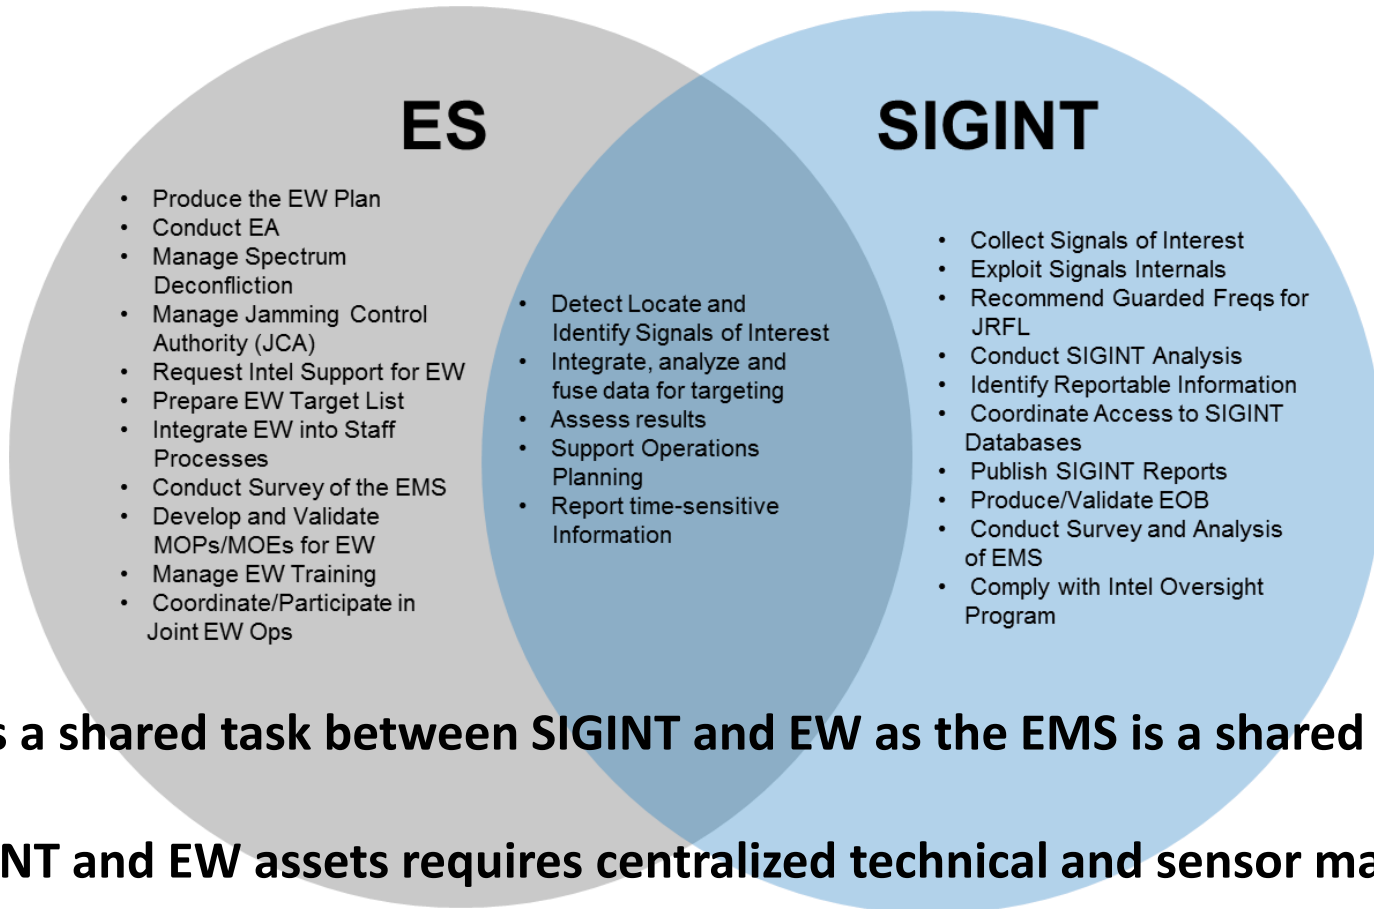 ES
• Produce the EW Plan
• Conduct EA
• Manage Spectrum
Deconfliction
• Manage Jamming Control
Authority (JCA)
• Request Intel Support for EW
• Prepare EW Target List
• Integrate EW into Staff
Processes
• Conduct Survey of the EMS
• Develop and Validate
MOPs/MOEs for EW
• Manage EW Training
• Coordinate/Participate in
Joint EW Ops
• Detect Locate and
Identify Signals of Interest
• Integrate, analyze and
fuse data for targeting
• Assess results
• Support Operations
Planning
• Report time-sensitive
Information
SIGINT
• Collect Signals of Interest
• Exploit Signals Internals
• Recommend Guarded Freqs for
JRFL
• Conduct SIGINT Analysis
• Identify Reportable Information
• Coordinate Access to SIGINT
Databases
• Publish SIGINT Reports
• Produce/Validate EOB
• Conduct Survey and Analysis
of EMS
• Comply with Intel Oversight
Program
s a shared task between SIGINT and EW as the EMS is a shared
NT and EW assets requires centralized technical and sensor ma